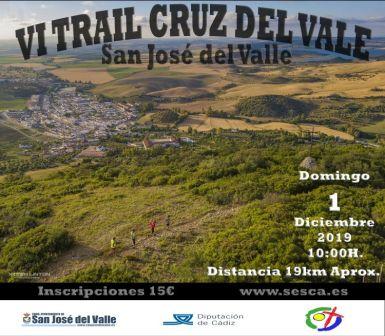 VI TRAIL CRUZ DEL VALE
San José del Valle
Domingo
1
Diciembre
2019
10:00H.
Distancia 19km Aprox.
Inscripciones 15€
www.sesca.es
San José del Valle
Diputación
de Cádiz